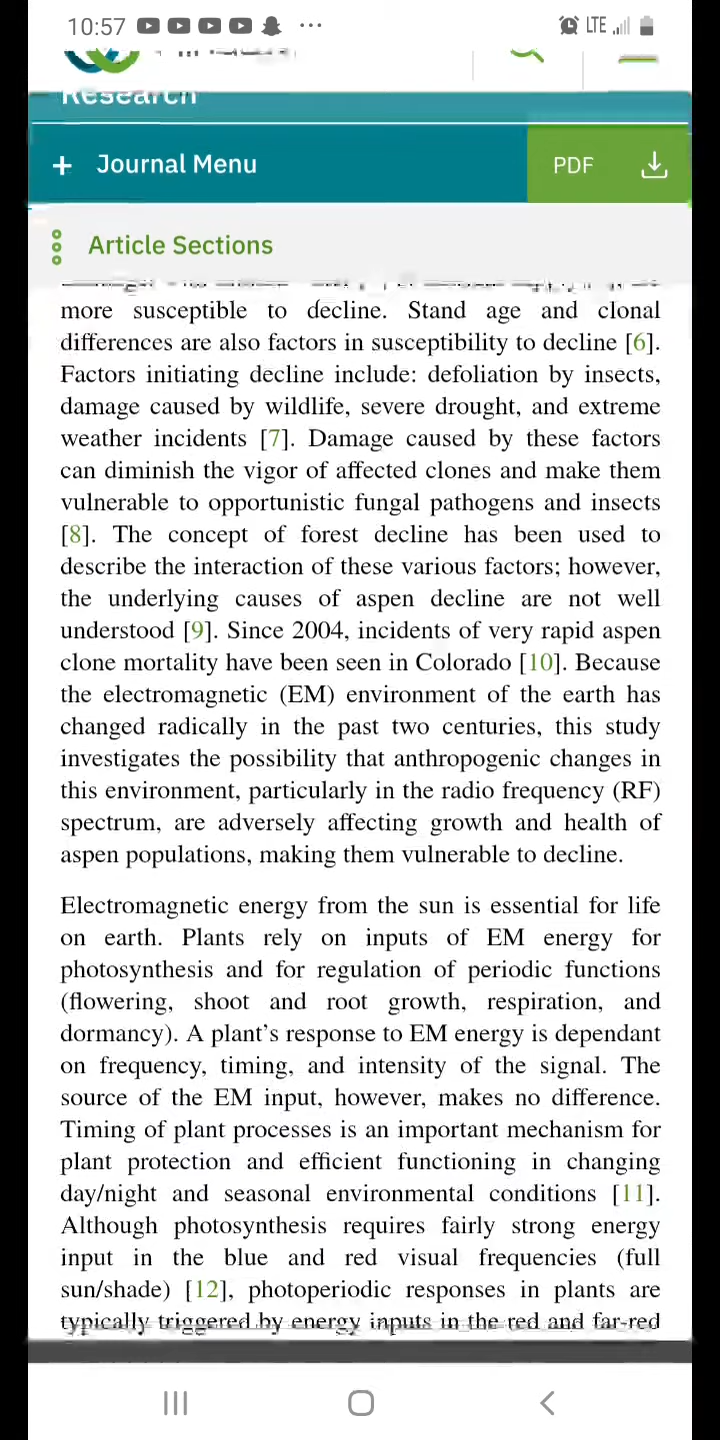 10:57 ... LTE
Research
+ Journal Menu
PDF
Article Sections
more susceptible to decline. Stand age and clonal
differences are also factors in susceptibility to decline [6].
Factors initiating decline include: defoliation by insects,
damage caused by wildlife, severe drought, and extreme
weather incidents [7]. Damage caused by these factors
can diminish the vigor of affected clones and make them
vulnerable to opportunistic fungal pathogens and insects
[8]. The concept of forest decline has been used to
describe the interaction of these various factors; however,
the underlying causes of aspen decline are not well
understood [9]. Since 2004, incidents of very rapid aspen
clone mortality have been seen in Colorado [10]. Because
the electromagnetic (EM) environment of the earth has
changed radically in the past two centuries, this study
investigates the possibility that anthropogenic changes in
this environment, particularly in the radio frequency (RF)
spectrum, are adversely affecting growth and health of
aspen populations, making them vulnerable to decline.
Electromagnetic energy from the sun is essential for life
on earth. Plants rely on inputs of EM energy for
photosynthesis and for regulation of periodic functions
(flowering, shoot and root growth, respiration, and
dormancy). A plant's response to EM energy is dependant
on frequency, timing, and intensity of the signal. The
source of the EM input, however, makes no difference.
Timing of plant processes is an important mechanism for
plant protection and efficient functioning in changing
day/night and seasonal environmental conditions [11].
Although photosynthesis requires fairly strong energy
input in the blue and red visual frequencies (full
sun/shade) [12], photoperiodic responses in plants are
typically triggered by energy inputs in the red and far-red